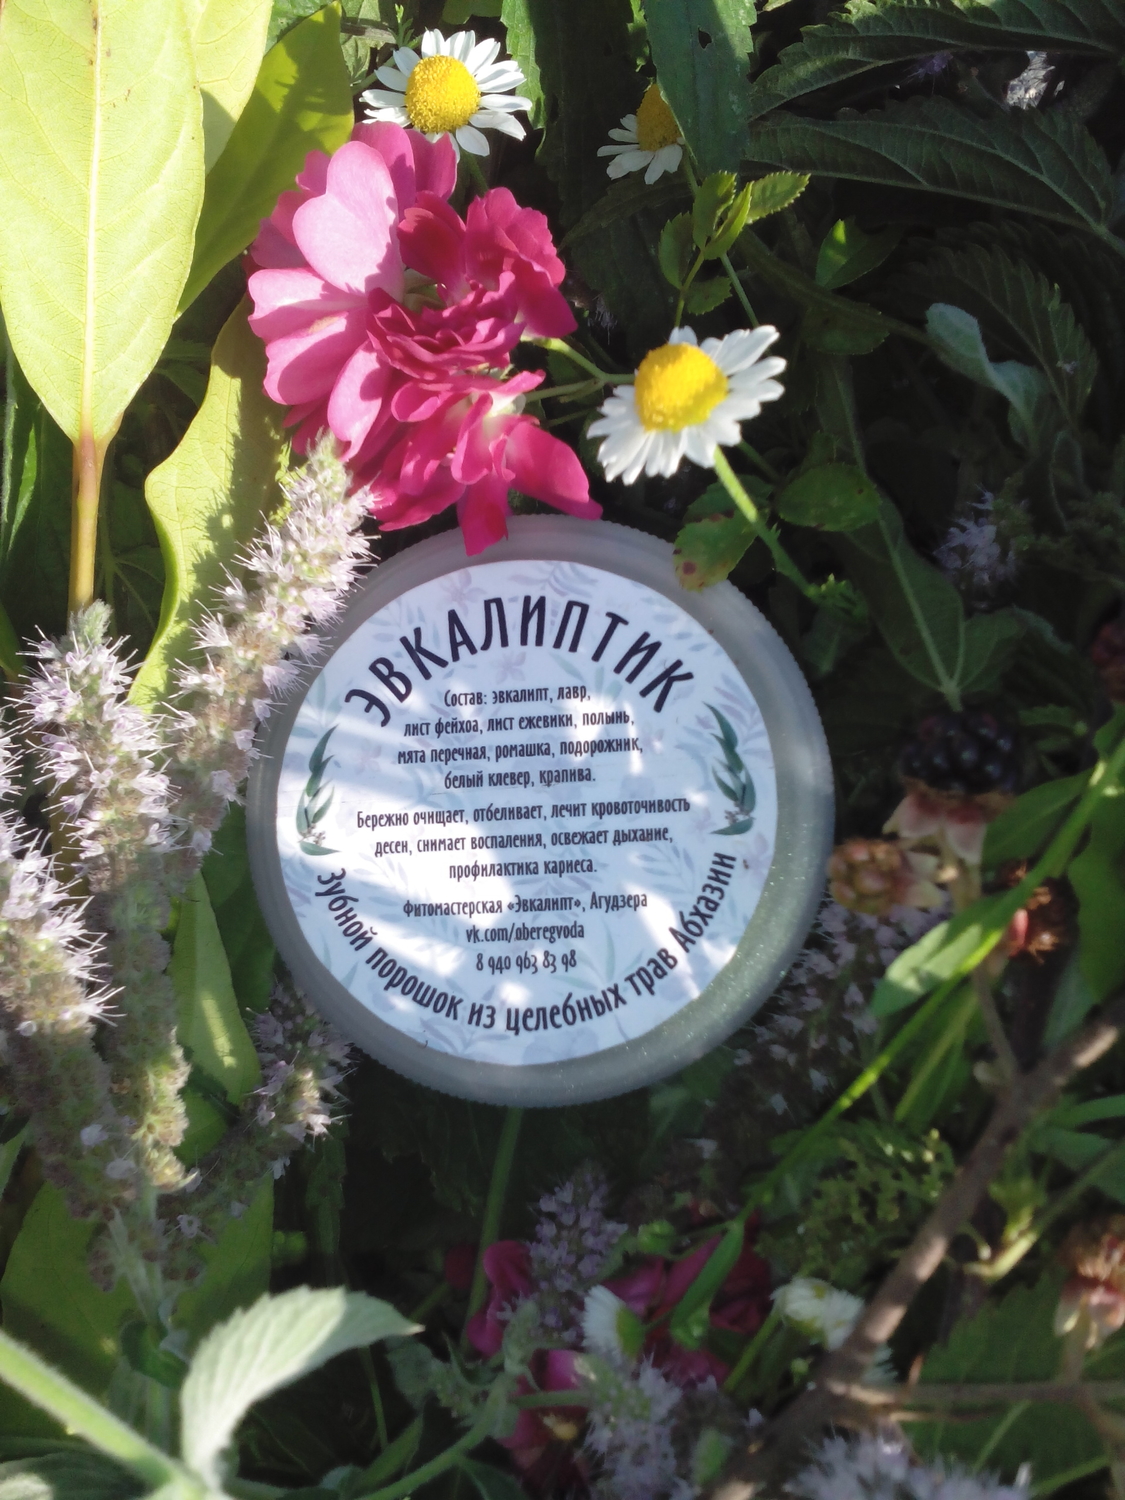 ЭВКАЛИПТИК
Состав: эвкалипт, лавр,
лист фейхоа, лист ежевики, полынь,
мята перечная, ромашка, подорожник,
белый клевер, крапива.
Бережно очищает, отбеливает, лечит кровоточивость
десен, снимает воспаления, освежает дыхание,
профилактика кариеса.
Фитомастерская «Эвкалипт», Агудзера
vk.com/oberegvoda
8 940 963 83 98
Зубной порошок из целебных трав Абхазии